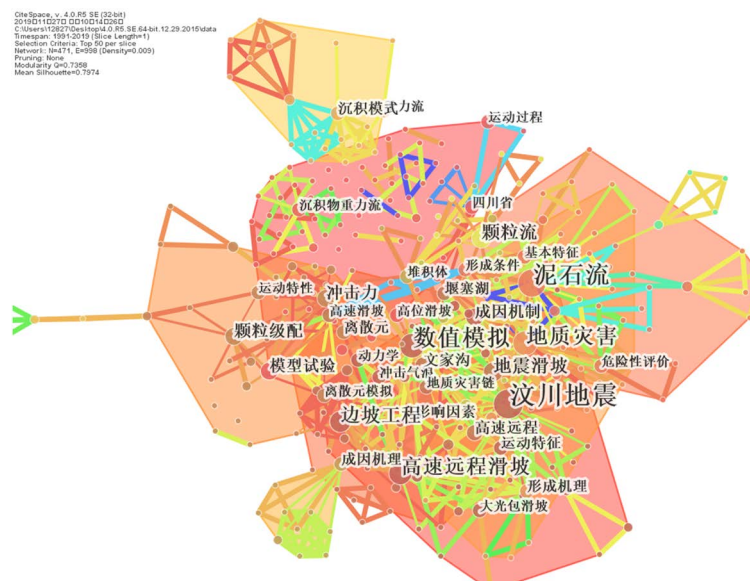 CiteSpace, v. 4.0.R5 SE (32-bit)
2019□11□27□ □□10□14□26□
C:\Users\12827\Desktop\4.0.R5.SE.64-bit.12.29.2015\data
Timespan: 1991-2019 (Slice Length=1)
Selection Criteria: Top 50 per slice
Network: N=471, E=998 (Density=0.009)
Pruning: None
Modularity Q=0.7358
Mean Silhouette=0.7974
沉积模式力流
运动过程
沉积物重力流
四川省
颗粒流
基本特征
堆积体
形成条件
泥石流
运动特性
冲击力
堰塞湖
高速滑坡
高位滑坡
成因机制
颗粒级配
离散元
数值模拟
地质灾害
动力学
文家沟
模型试验
冲击气
地震滑坡
危险性评价
离散元模拟
地质灾害链
汶川地震
边坡工程
影响因素
高速远程
运动特征
成因机理
高速远程滑坡
形成机理
大光包滑坡